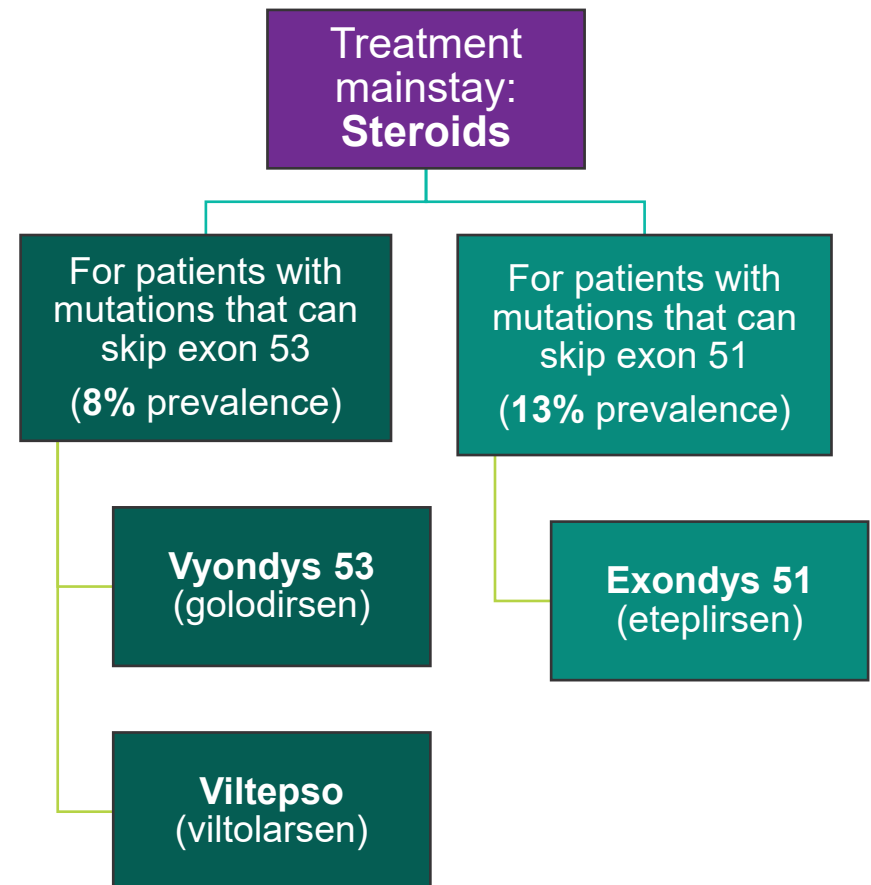 Treatment
mainstay:
Steroids
For patients with
mutations that can
skip exon 53
(8% prevalence)
Vyondys 53
(golodirsen)
Viltepso
(viltolarsen)
For patients with
mutations that can
skip exon 51
(13% prevalence)
Exondys 51
(eteplirsen)